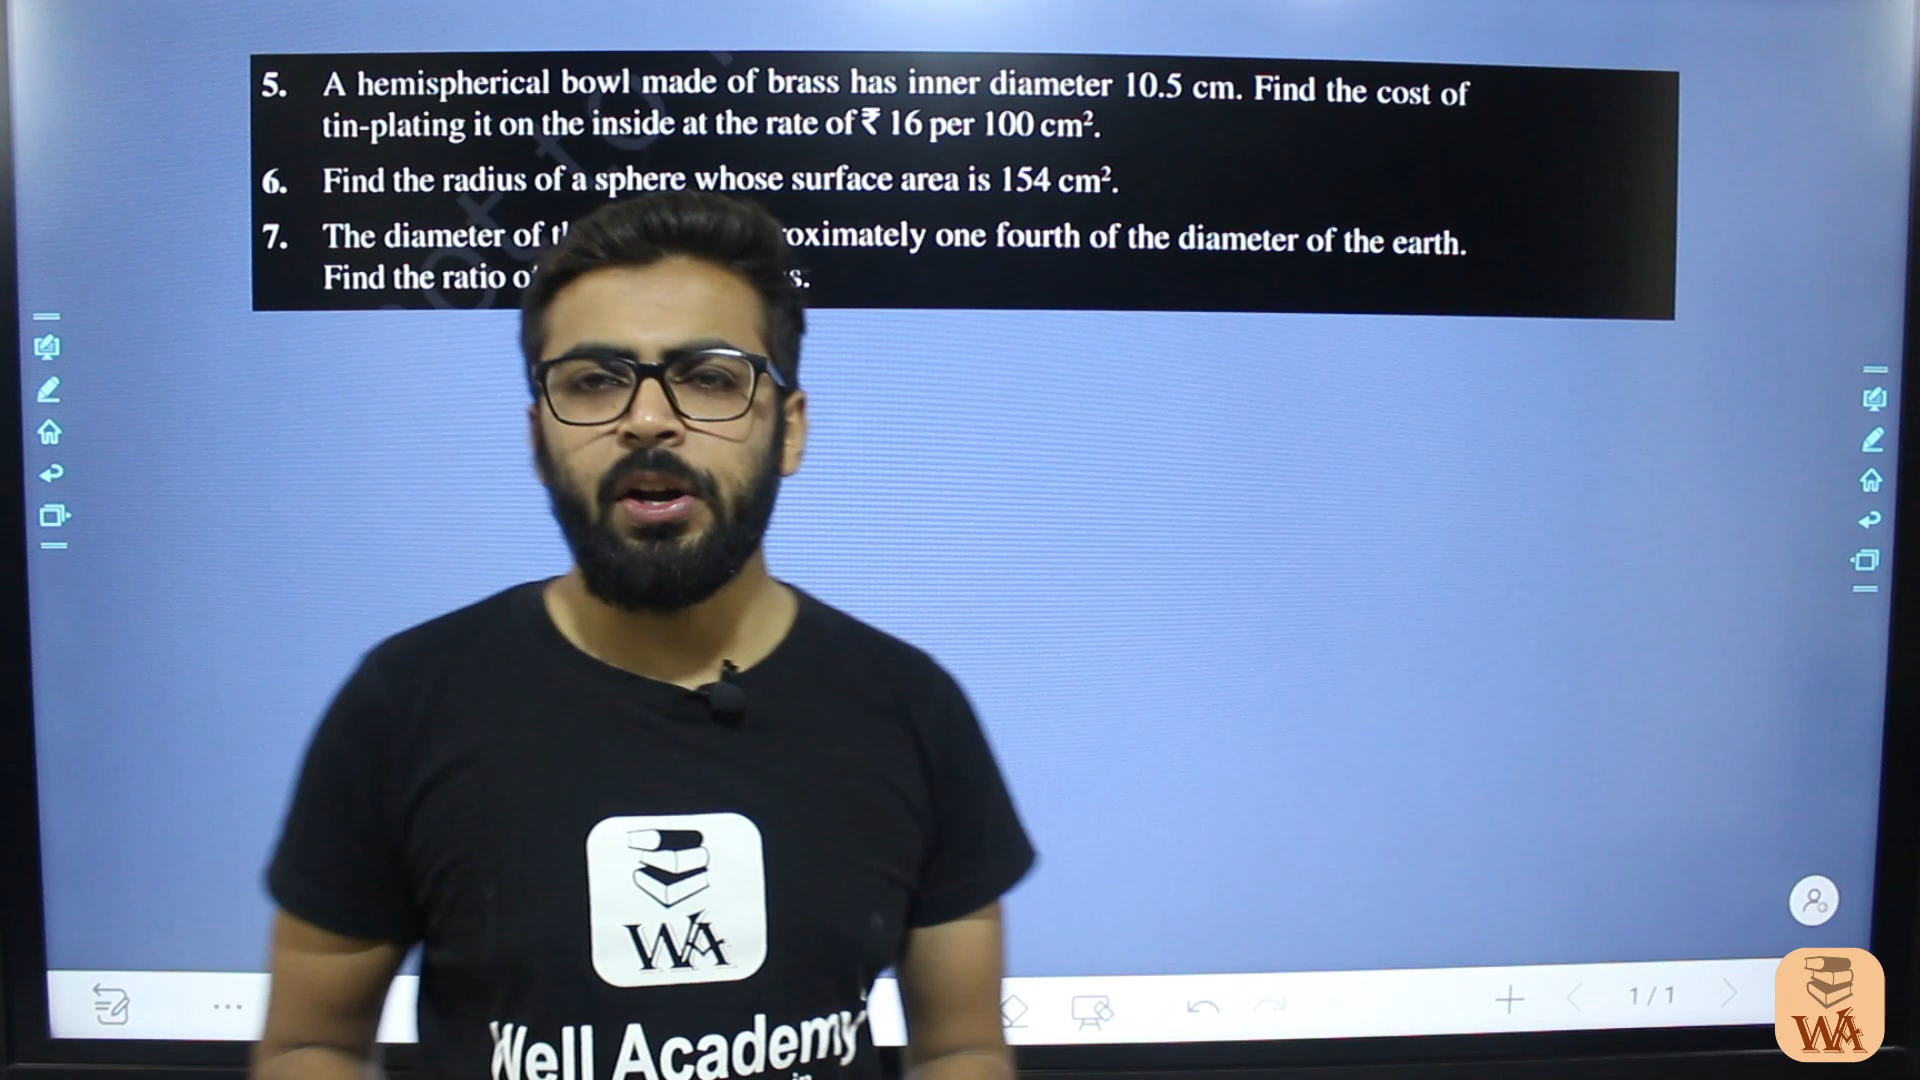 5. A hemispherical bowl made of brass has inner diameter 10.5 cm. Find the cost of
tin-plating it on the inside at the rate of ₹ 16 per 100 cm².
6. Find the radius of a sphere whose surface area is 154 cm².
7. The diameter of one fourth of the diameter of the earth.
Find the ratio
1/1
WA
Well Academy
WA